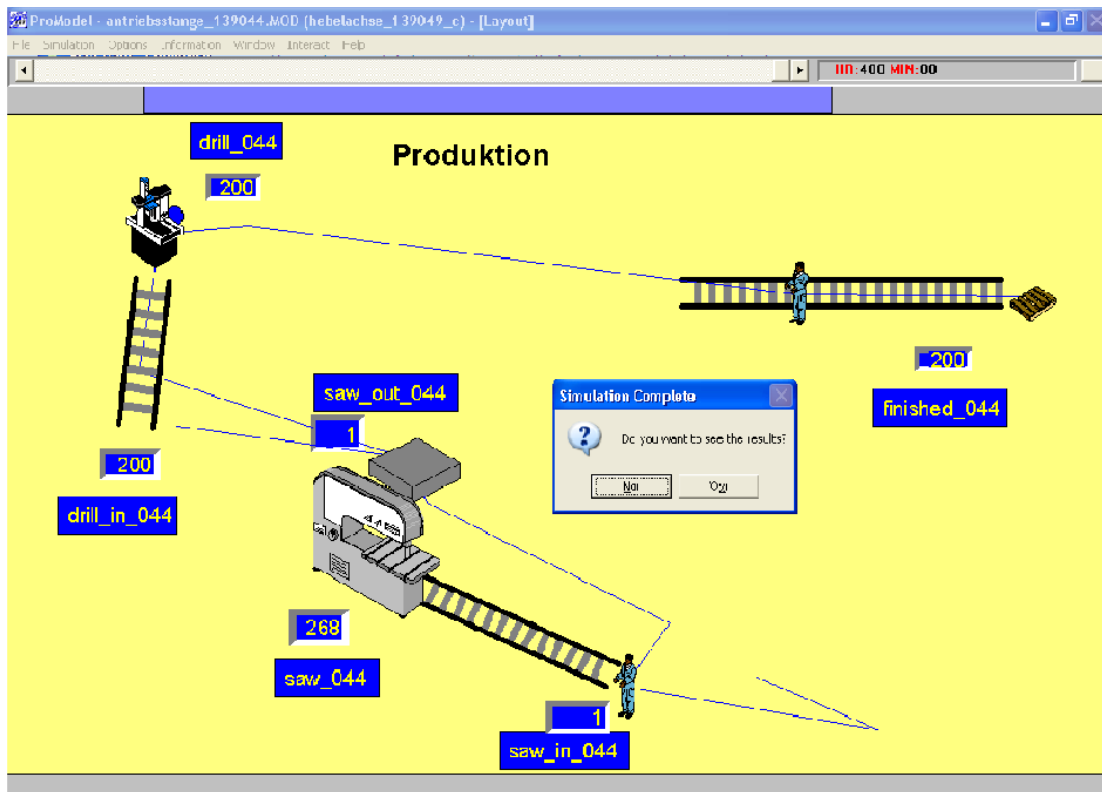 ProModel - antriebsstange_139044.MOD (hebelachse_139049_c) - [Layout]
File Simulation Options Information Window Interact Help
400 MIN:00
drill_044
200
Produktion
200
finished_044
saw_out_044
1
200
drill_in_044
Simulation Complete
Do you want to see the results?
268
saw_044
1
saw_in_044